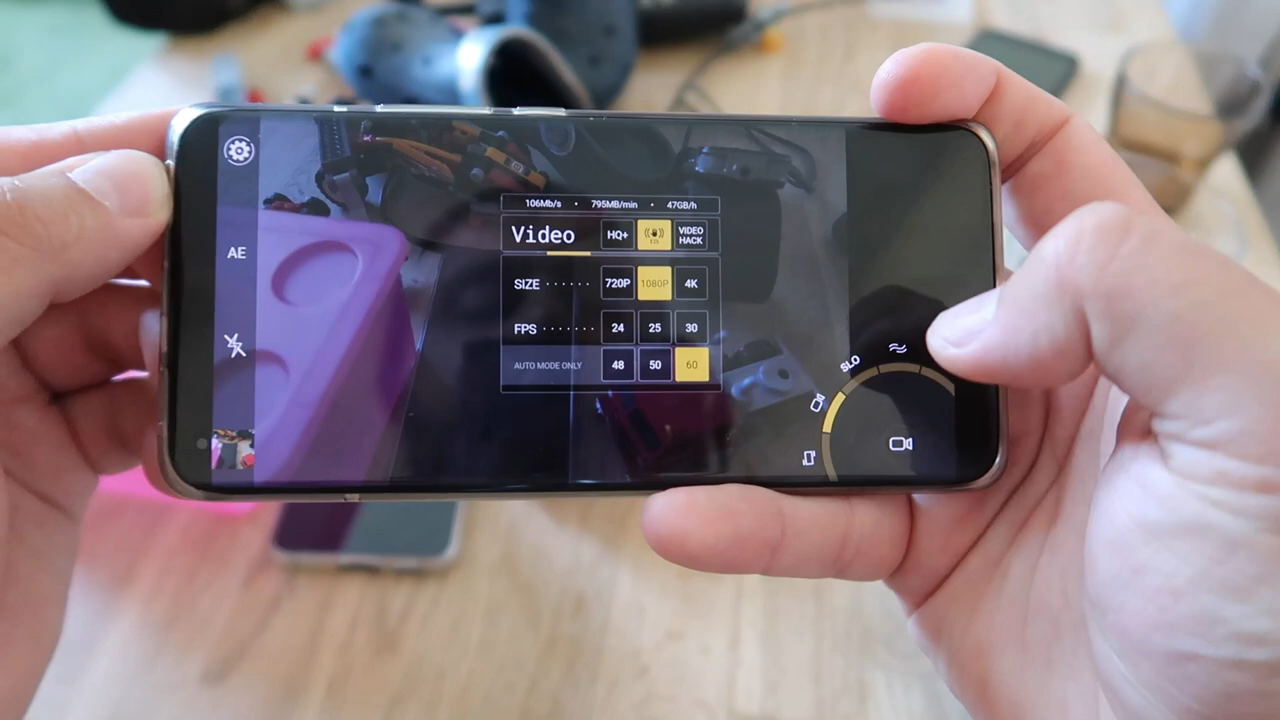 106Mb/s • 795MB/min • 47GB/h
Video HQ+ EIS VIDEO HACK
SIZE ...... 720P 1080P 4K
AE
FPS ....... 24 25 30
AUTO MODE ONLY 48 50 60
SLO